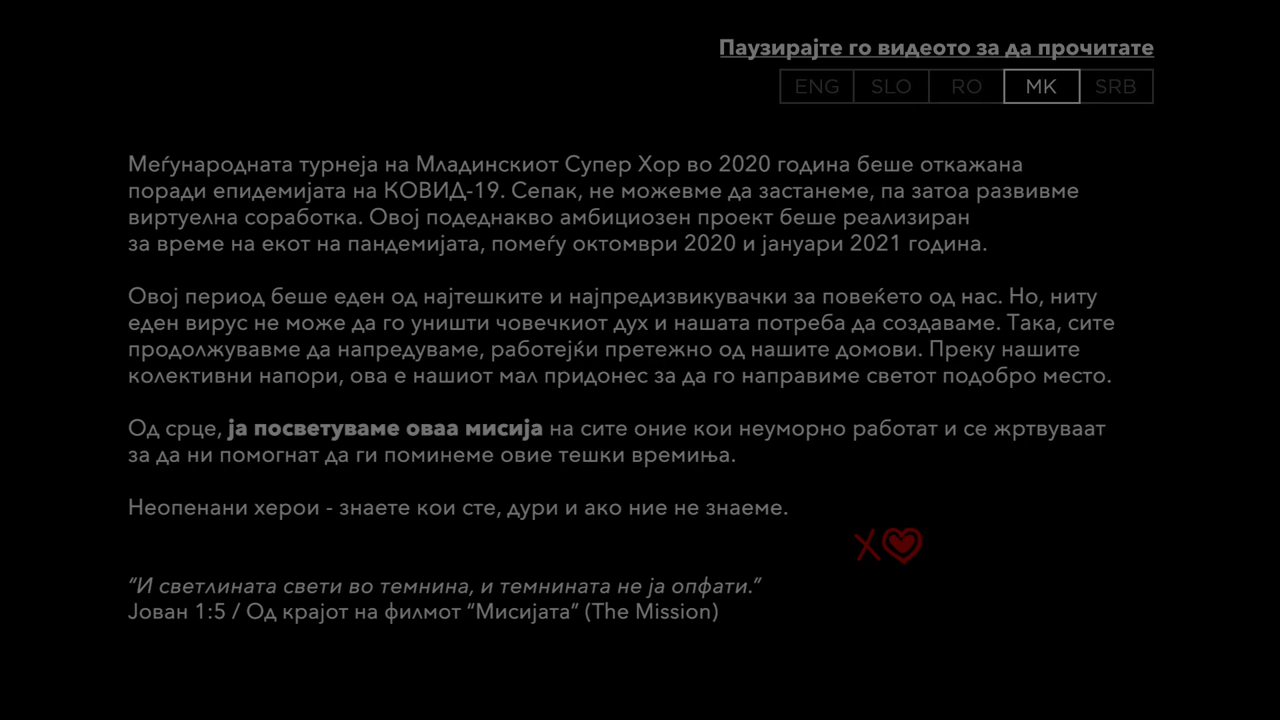 Паузирајте го видеото за да прочитате
ENG SLO RO MK SRB
Меѓународната турнеја на Младинскиот Супер Хор во 2020 година беше откажана
поради епидемијата на КОВИД-19. Сепак, не можевме да застанеме, па затоа развивме
виртуелна соработка. Овој подеднакво амбициозен проект беше реализиран
за време на екот на пандемијата, помеѓу октомври 2020 и јануари 2021 година.
Овој период беше еден од најтешките и најпредизвикувачки за повеќето од нас. Но, ниту
еден вирус не може да го уништи човечкиот дух и нашата потреба да создаваме. Така, сите
продолжувавме да напредуваме, работејќи претежно од нашите домови. Преку нашите
колективни напори, ова е нашиот мал придонес за да го направиме светот подобро место.
Од срце, ја посветуваме оваа мисија на сите оние кои неуморно работат и се жртвуваат
за да ни помогнат да ги поминеме овие тешки времиња.
Неопенани херои - знаете кои сте, дури и ако ние не знаеме.
X
“И светлината свети во темнина, и темнината не ја опфати.”
Јован 1:5 / Од крајот на филмот “Мисијата” (The Mission)